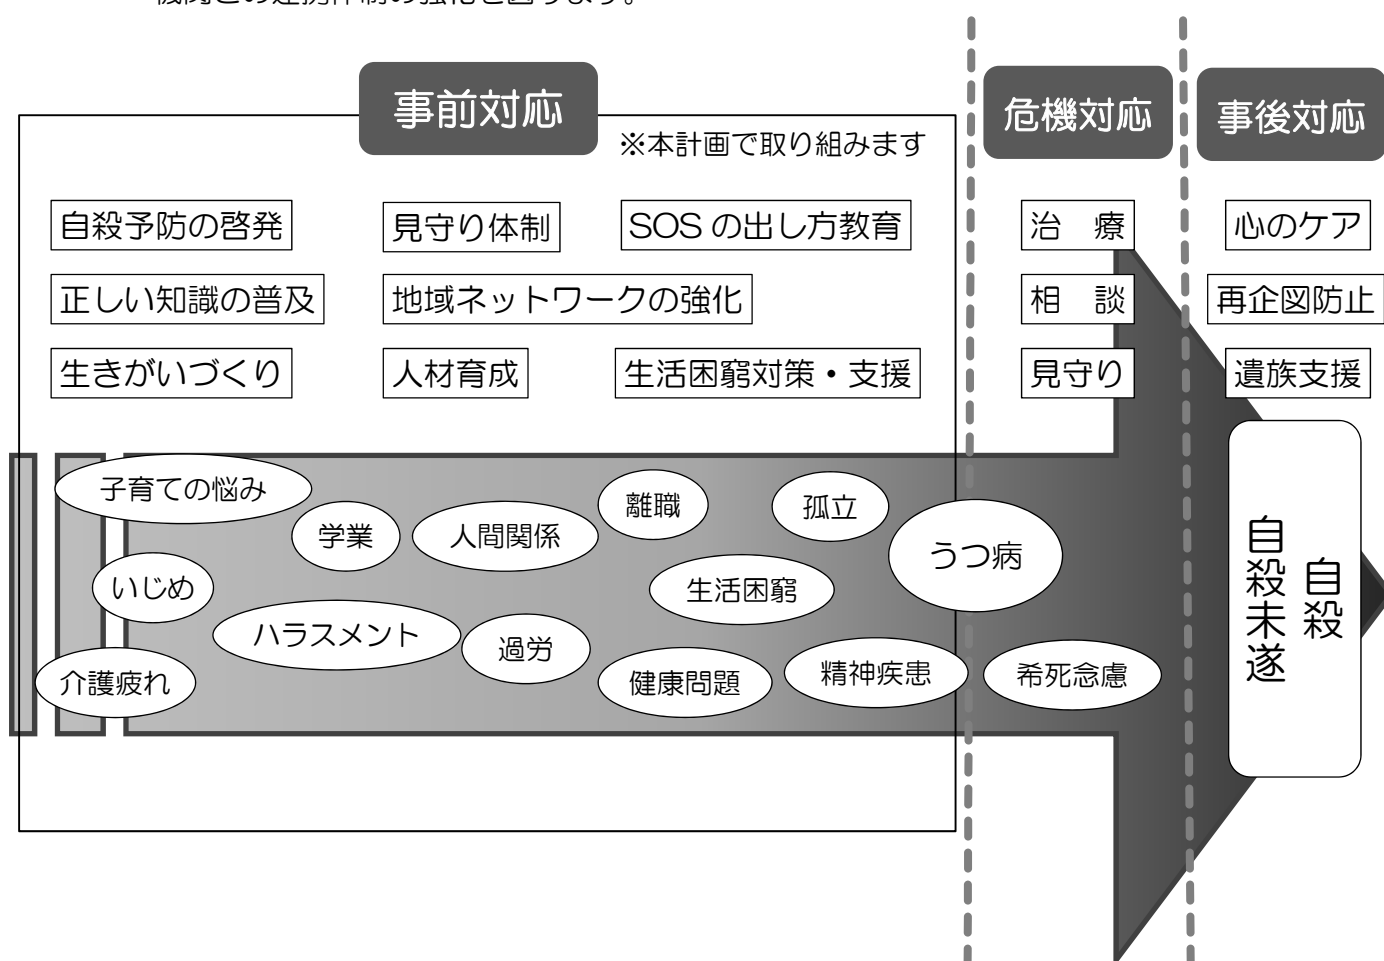 機関との連携体制の強化を図ります。
事前対応
※本計画で取り組みます
危機対応
事後対応
自殺予防の啓発
見守り体制
SOS の出し方教育
治　療
心のケア
正しい知識の普及
地域ネットワークの強化
相　談
再企図防止
生きがいづくり
人材育成
生活困窮対策・支援
見守り
遺族支援
子育ての悩み
学業
人間関係
離職
孤立
うつ病
いじめ
生活困窮
ハラスメント
過労
介護疲れ
健康問題
精神疾患
希死念慮
自殺
自殺未遂